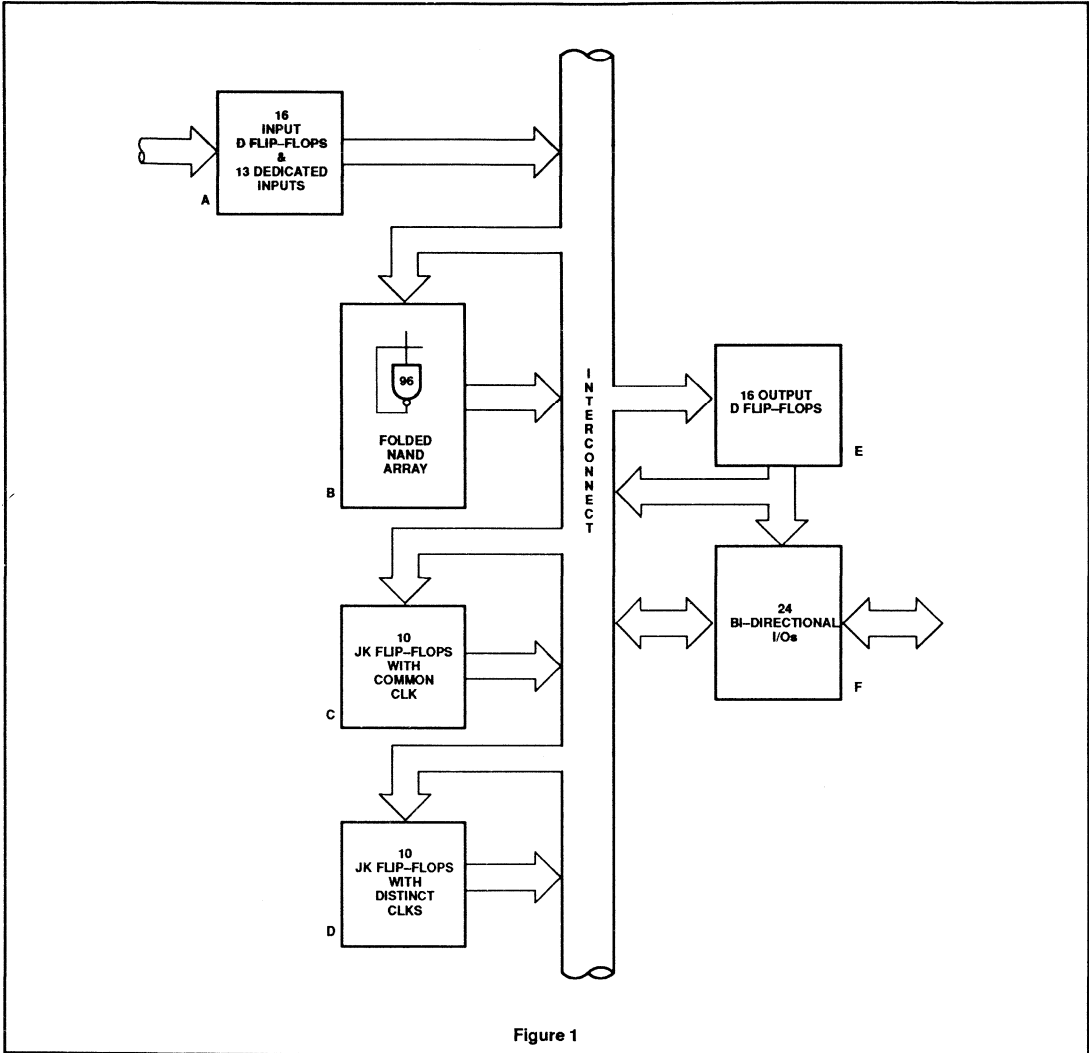 16
INPUT
D FLIP–FLOPS
&
13 DEDICATED
INPUTS
A
96
FOLDED
NAND
ARRAY
B
INTERCONNECT
16 OUTPUT
D FLIP–FLOPS
E
10
JK FLIP–FLOPS
WITH
COMMON
CLK
C
24
BI–DIRECTIONAL
I/Os
F
10
JK FLIP–FLOPS
WITH
DISTINCT
CLKS
D
Figure 1